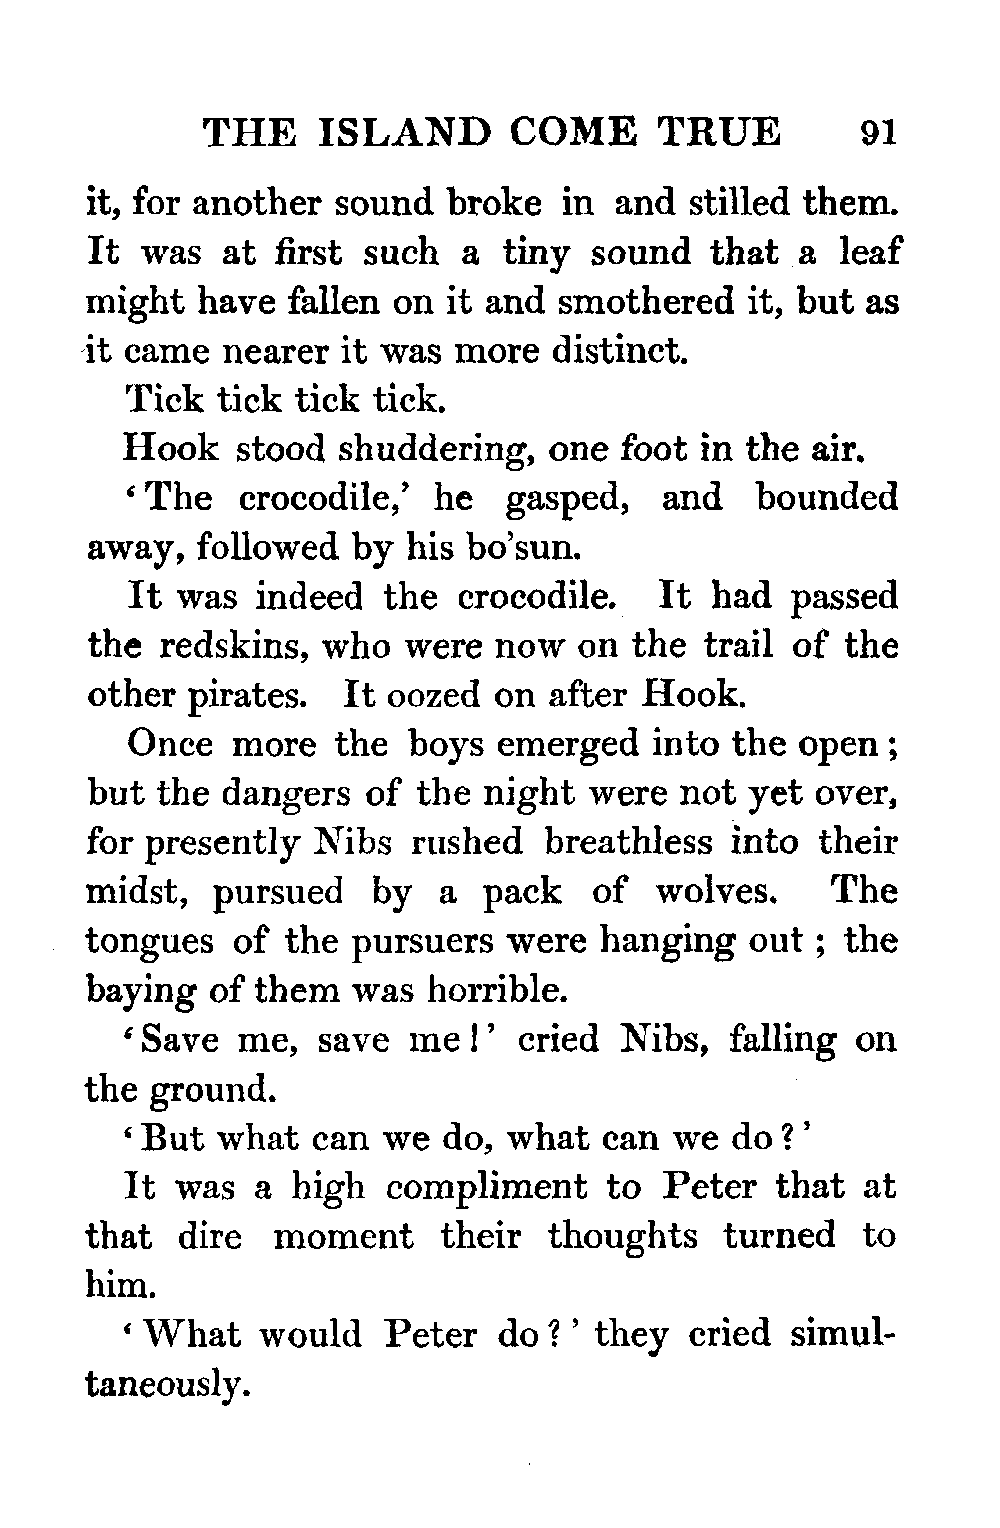 THE ISLAND COME TRUE 91
it, for another sound broke in and stilled them.
It was at first such a tiny sound that a leaf
might have fallen on it and smothered it, but as
it came nearer it was more distinct.
Tick tick tick tick.
Hook stood shuddering, one foot in the air.
‘The crocodile,’ he gasped, and bounded
away, followed by his bo’sun.
It was indeed the crocodile. It had passed
the redskins, who were now on the trail of the
other pirates. It oozed on after Hook.
Once more the boys emerged into the open ;
but the dangers of the night were not yet over,
for presently Nibs rushed breathless into their
midst, pursued by a pack of wolves. The
tongues of the pursuers were hanging out ; the
baying of them was horrible.
‘Save me, save me !’ cried Nibs, falling on
the ground.
‘But what can we do, what can we do ?’
It was a high compliment to Peter that at
that dire moment their thoughts turned to
him.
‘What would Peter do ?’ they cried simul-
taneously.